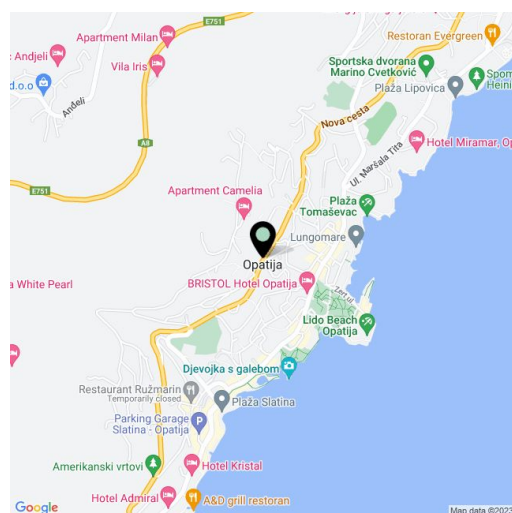 E751
Apartment Milan
Vila Iris
: Andjeli
d.o.o
Anđeli
A8
E751
Restoran Evergreen
Sportska dvorana
Marino Cvetković
Plaža Lipovica
Nova cesta
Hotel Miramar, Op
Ul. Maršala Tita
Apartment Camelia
Plaža
Tomaševac
Lungomare
Opatija
BRISTOL Hotel Opatija
a White Pearl
Lido Beach
Opatija
Djevojka s galebom
Restaurant Ružmarin
Temporarily closed
Plaža Slatina
Parking Garage
Slatina - Opatija
Amerikanski vrtovi
Hotel Kristal
Hotel Admiral
A&D grill restoran
Google
Map data ©2023